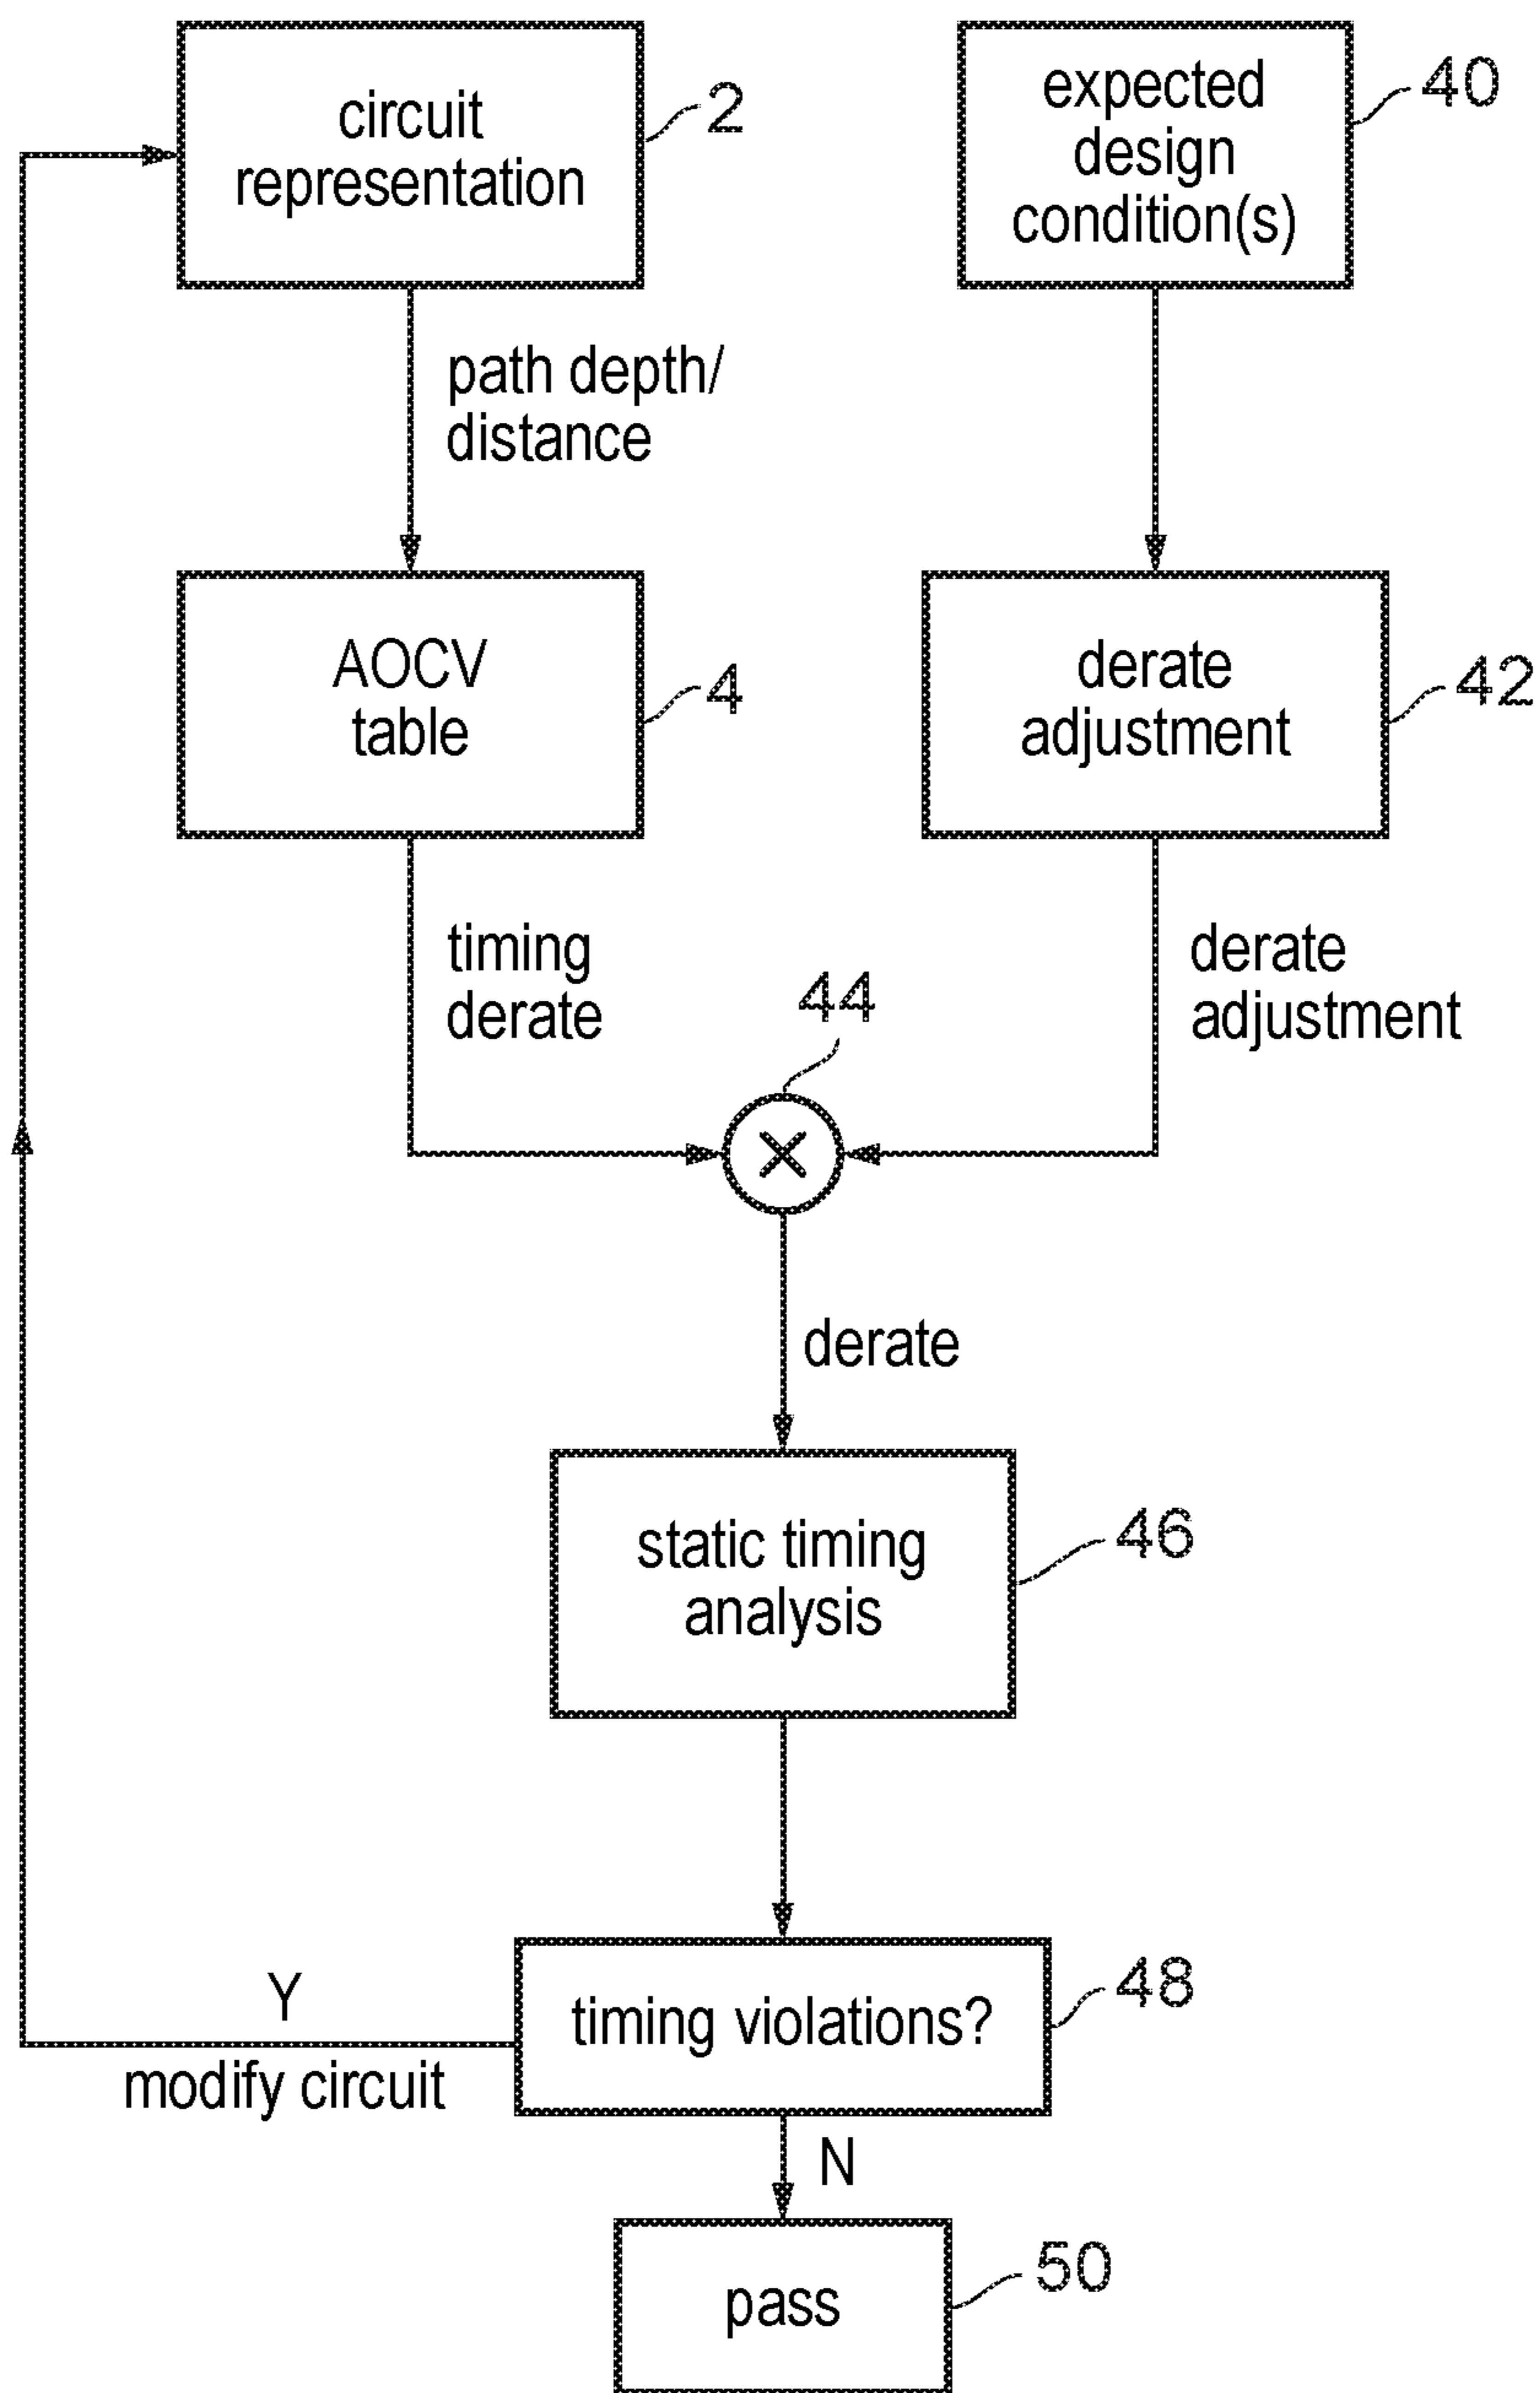 circuit
representation
2
expected
design
condition(s)
40
path depth/
distance
AOCV
table
4
derate
adjustment
42
timing
derate
44
derate
adjustment
derate
static timing
analysis
46
Y
modify circuit
timing violations?
48
N
pass
50